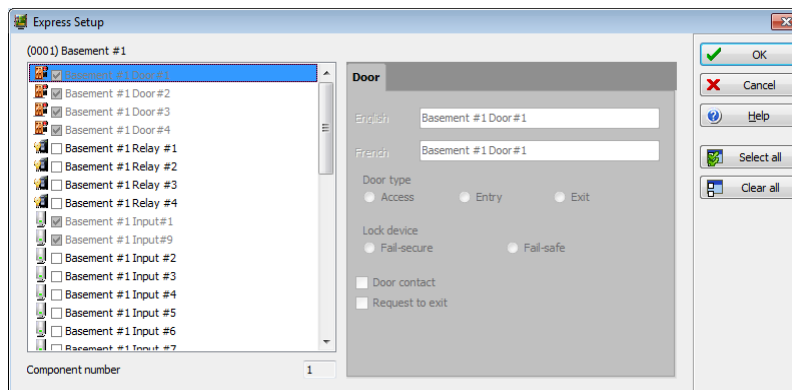 Express Setup
(0001) Basement #1
Basement #1 Door#1
Basement #1 Door#2
Basement #1 Door#3
Basement #1 Door#4
Basement #1 Relay #1
Basement #1 Relay #2
Basement #1 Relay #3
Basement #1 Relay #4
Basement #1 Input#1
Basement #1 Input#9
Basement #1 Input #2
Basement #1 Input #3
Basement #1 Input #4
Basement #1 Input #5
Basement #1 Input #6
Basement #1 Input #7
Component number 1
Door
English Basement #1 Door#1
French Basement #1 Door#1
Door type
Access Entry Exit
Lock device
Fail-secure Fail-safe
Door contact
Request to exit
OK
Cancel
Help
Select all
Clear all